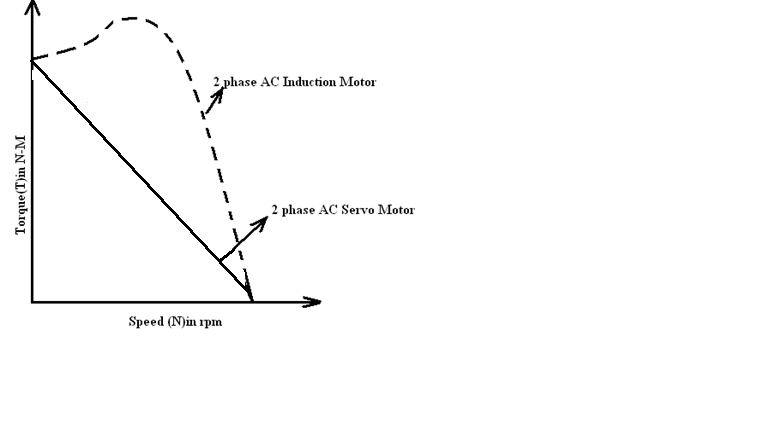 2 phase AC Induction Motor
Torque(T)in N-M
2 phase AC Servo Motor
Speed (N)in rpm